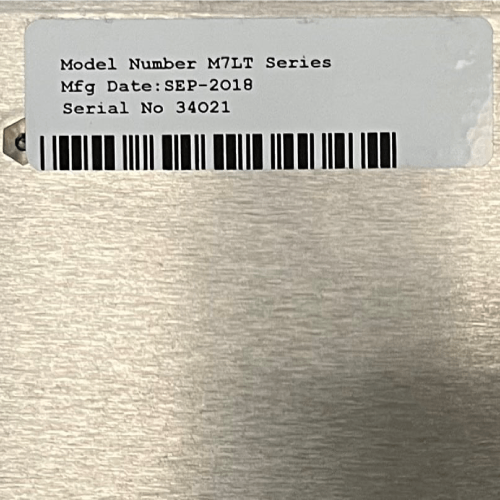 Model Number M7LT Series
Mfg Date:SEP-2018
Serial No 34021